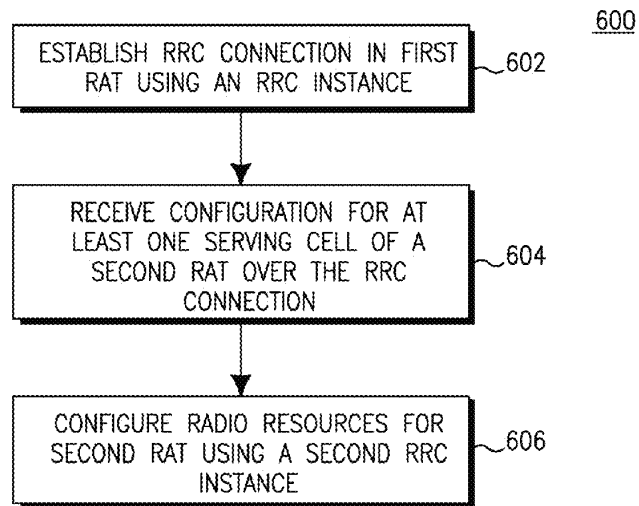 600
ESTABLISH RRC CONNECTION IN FIRST
RAT USING AN RRC INSTANCE
602
RECEIVE CONFIGURATION FOR AT
LEAST ONE SERVING CELL OF A
SECOND RAT OVER THE RRC
CONNECTION
604
CONFIGURE RADIO RESOURCES FOR
SECOND RAT USING A SECOND RRC
INSTANCE
606